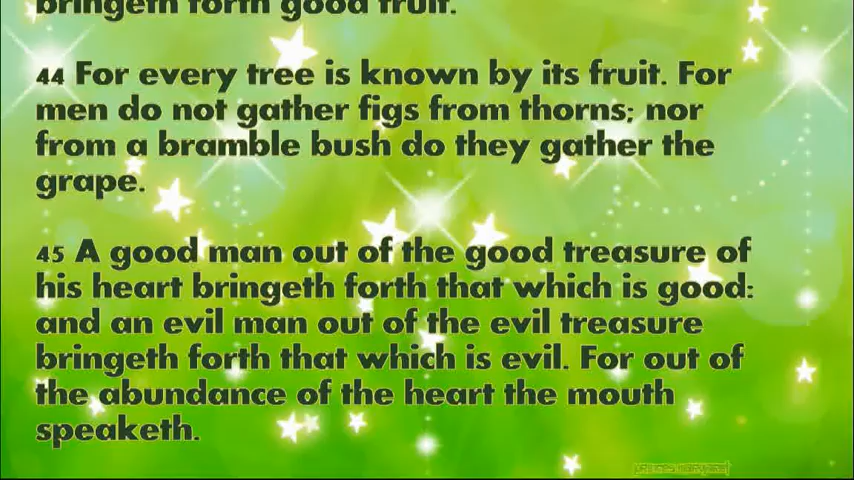 bringeth forth good fruit.
44 For every tree is known by its fruit. For
men do not gather figs from thorns; nor
from a bramble bush do they gather the
grape.
45 A good man out of the good treasure of
his heart bringeth forth that which is good:
and an evil man out of the evil treasure
bringeth forth that which is evil. For out of
the abundance of the heart the mouth
speaketh.